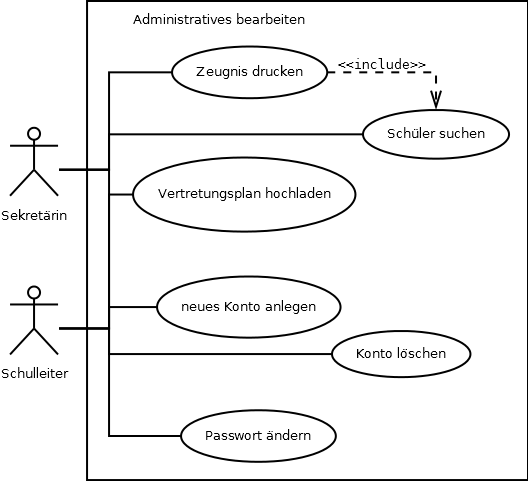 Administratives bearbeiten
Zeugnis drucken
<<include>>
Schüler suchen
Vertretungsplan hochladen
Sekretärin
neues Konto anlegen
Konto löschen
Schulleiter
Passwort ändern